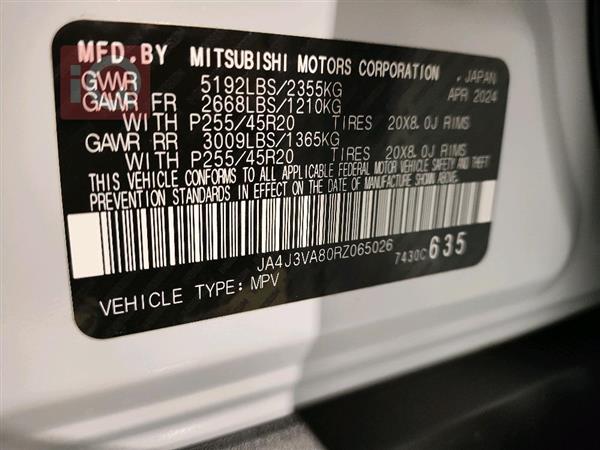 MFD.BY MITSUBISHI MOTORS CORPORATION , JAPAN
GVWR 5192LBS/2355KG APR 2024
GAWR FR 2668LBS/1210KG
WITH P255/45R20 TIRES 20X8.0J RIMS
GAWR RR 3009LBS/1365KG
WITH P255/45R20 TIRES 20X8.0J RIMS
THIS VEHICLE CONFORMS TO ALL APPLICABLE FEDERAL MOTOR VEHICLE SAFETY AND THEFT
PREVENTION STANDARDS IN EFFECT ON THE DATE OF MANUFACTURE SHOWN ABOVE.
JA4J3VA80RZ065026 7430C 635
VEHICLE TYPE: MPV